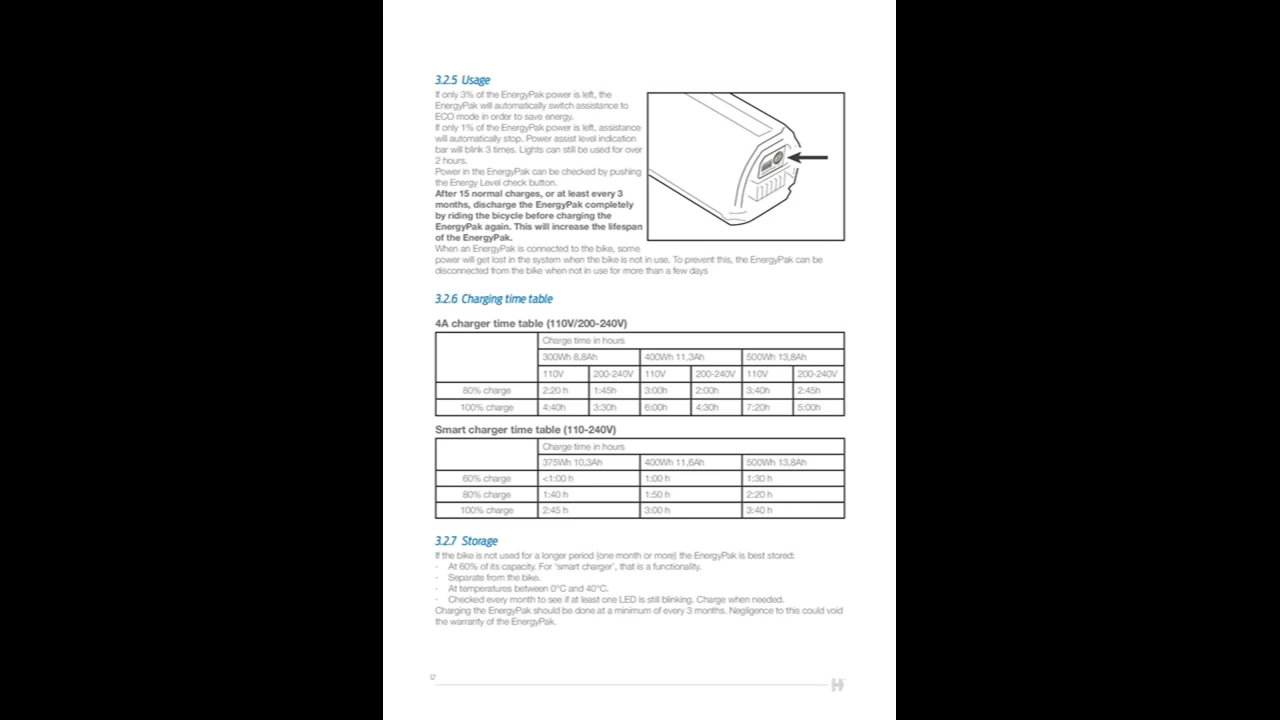 3.2.5 Usage
If only 3% of the EnergyPak power is left, the
EnergyPak will automatically switch assistance to
ECO mode in order to save energy.
If only 1% of the EnergyPak power is left, assistance
will automatically stop. Power assist level indication
bar will blink 3 times. Lights can still be used for over
2 hours.
Power in the EnergyPak can be checked by pushing
the Energy Level check button.
After 15 normal charges, or at least every 3
months, discharge the EnergyPak completely
by riding the bicycle before charging the
EnergyPak again. This will increase the lifespan
of the EnergyPak.
When an EnergyPak is connected to the bike, some
power will get lost in the system when the bike is not in use. To prevent this, the EnergyPak can be
disconnected from the bike when not in use for more than a few days
3.2.6 Charging time table
4A charger time table (110V/200-240V)
Charge time in hours
300Wh 8,8Ah 400Wh 11,3Ah 500Wh 13,8Ah
110V 200-240V 110V 200-240V 110V 200-240V
80% charge 2:20 h 1:45h 3:00h 2:00h 3:40h 2:45h
100% charge 4:40h 3:30h 6:00h 4:30h 7:20h 5:00h
Smart charger time table (110-240V)
Charge time in hours
375Wh 10,3Ah 400Wh 11,6Ah 500Wh 13,8Ah
60% charge <1:00 h 1:00 h 1:30 h
80% charge 1:40 h 1:50 h 2:20 h
100% charge 2:45 h 3:00 h 3:40 h
3.2.7 Storage
If the bike is not used for a longer period (one month or more) the EnergyPak is best stored:
- At 60% of its capacity. For 'smart charger', that is a functionality.
- Separate from the bike.
- At temperatures between 0°C and 40°C.
- Checked every month to see if at least one LED is still blinking. Charge when needed.
Charging the EnergyPak should be done at a minimum of every 3 months. Negligence to this could void
the warranty of the EnergyPak.
12